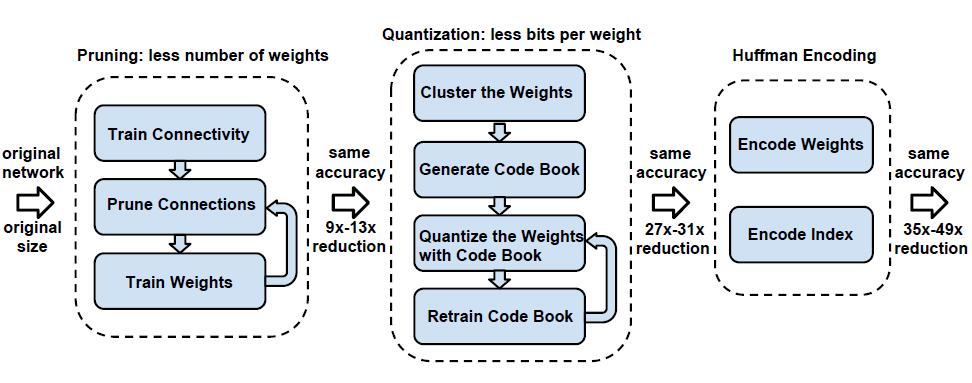 Pruning: less number of weights
Train Connectivity
Prune Connections
Train Weights
original
network
original
size
same
accuracy
9x-13x
reduction
Quantization: less bits per weight
Cluster the Weights
Generate Code Book
Quantize the Weights
with Code Book
Retrain Code Book
same
accuracy
27x-31x
reduction
Huffman Encoding
Encode Weights
Encode Index
same
accuracy
35x-49x
reduction